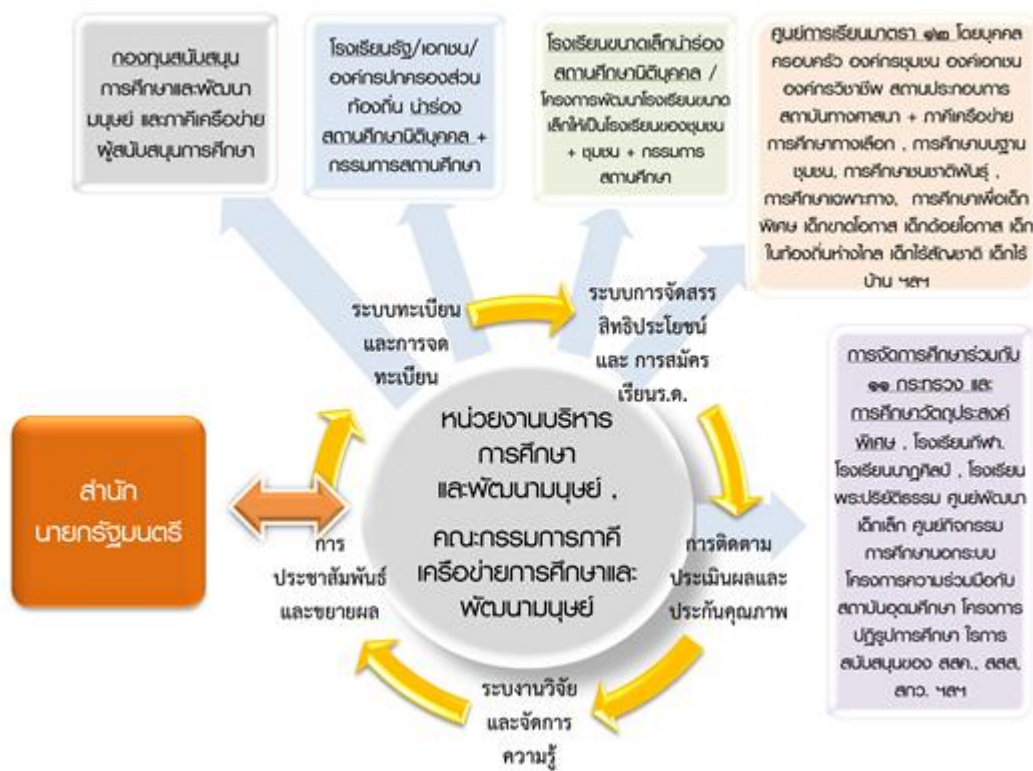 กองทุนสนับสนุน
การศึกษาและพัฒนา
มนุษย์ และภาคีเครือข่าย
ผู้สนับสนุนการศึกษา
โรงเรียนรัฐ/เอกชน/
องค์กรปกครองส่วน
ท้องถิ่น นำร่อง
สถานศึกษานิติบุคคล +
กรรมการสถานศึกษา
โรงเรียนขนาดเล็กนำร่อง
สถานศึกษานิติบุคคล /
โครงการพัฒนาโรงเรียนขนาด
เล็กให้เป็นโรงเรียนของชุมชน
+ ชุมชน + กรรมการ
สถานศึกษา
ศูนย์การเรียนมาตรา ๑๒ โดยบุคคล
ครอบครัว องค์กรชุมชน องค์เอกชน
องค์กรวิชาชีพ สถานประกอบการ
สถาบันทางศาสนา + ภาคีเครือข่าย
การศึกษาทางเลือก , การศึกษาบนฐาน
ชุมชน, การศึกษาชนชาติพันธุ์ ,
การศึกษาเฉพาะทาง, การศึกษาเพื่อเด็ก
พิเศษ เด็กขาดโอกาส เด็กด้อยโอกาส เด็ก
ในท้องถิ่นห่างไกล เด็กไร้สัญชาติ เด็กไร้
บ้าน ฯลฯ
ระบบทะเบียน
และการจด
ทะเบียน
ระบบการจัดสรร
สิทธิประโยชน์
และ การสมัคร
เรียนร.ด.
การจัดการศึกษาร่วมกับ
๑๑ กระทรวง และ
การศึกษาวัตถุประสงค์
พิเศษ , โรงเรียนกีฬา.
โรงเรียนนาฏศิลป์ , โรงเรียน
พระปริยัติธรรม ศูนย์พัฒนา
เด็กเล็ก ศูนย์กิจกรรม
การศึกษานอกระบบ
โครงการความร่วมมือกับ
สถาบันอุดมศึกษา โครงการ
ปฏิรูปการศึกษา ในการ
สนับสนุนของ สสค., สสส,
สกว. ฯลฯ
สำนัก
นายกรัฐมนตรี
หน่วยงานบริหาร
การศึกษา
และพัฒนามนุษย์ ,
คณะกรรมการภาคี
เครือข่ายการศึกษาและ
พัฒนามนุษย์
การ
ประชาสัมพันธ์
และขยายผล
การติดตาม
ประเมินผลและ
ประกันคุณภาพ
ระบงานวิจัย
และจัดการ
ความรู้